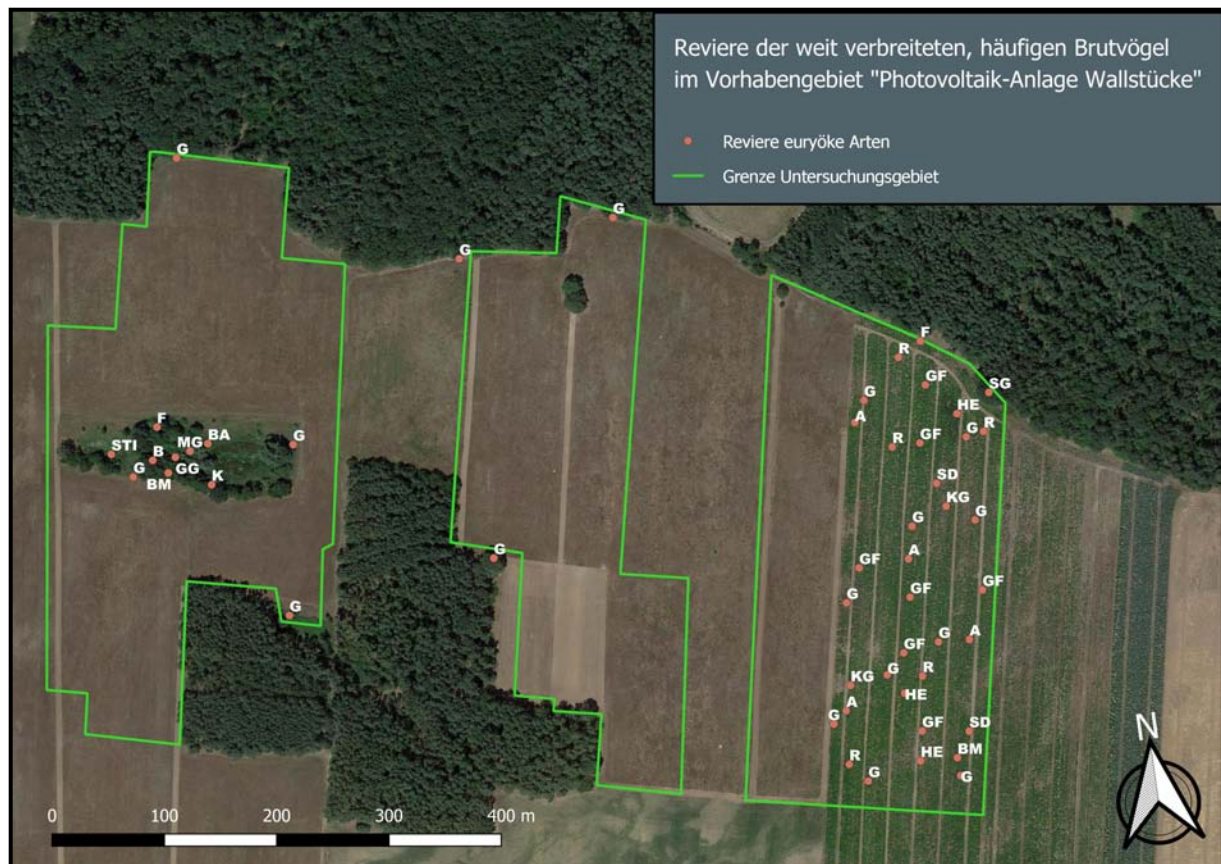 Reviere der weit verbreiteten, häufigen Brutvögel
im Vorhabengebiet "Photovoltaik-Anlage Wallstücke"
Reviere euryöke Arten
Grenze Untersuchungsgebiet
G
G
G
F
R
GF
SG
G
HE
A
G
R
F
R
GF
BA
G
MG
STI
B
GG
G
BM
K
SD
KG
G
G
G
A
GF
GF
GF
G
G
G
A
GF
G
R
KG
HE
A
G
GF
SD
HE
BM
R
G
G
N
0
100
200
300
400 m